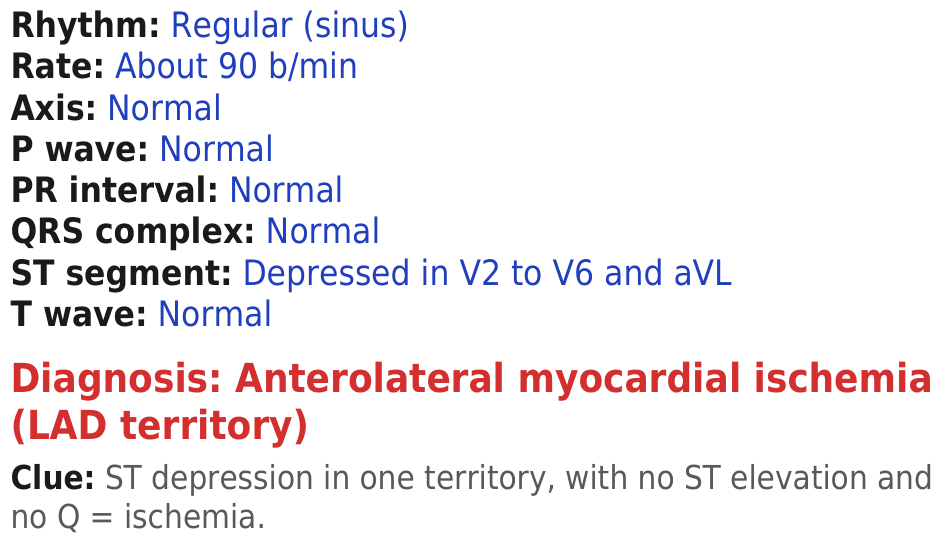 Rhythm: Regular (sinus)
Rate: About 90 b/min
Axis: Normal
P wave: Normal
PR interval: Normal
QRS complex: Normal
ST segment: Depressed in V2 to V6 and aVL
T wave: Normal
Diagnosis: Anterolateral myocardial ischemia
(LAD territory)
Clue: ST depression in one territory, with no ST elevation and
no Q = ischemia.